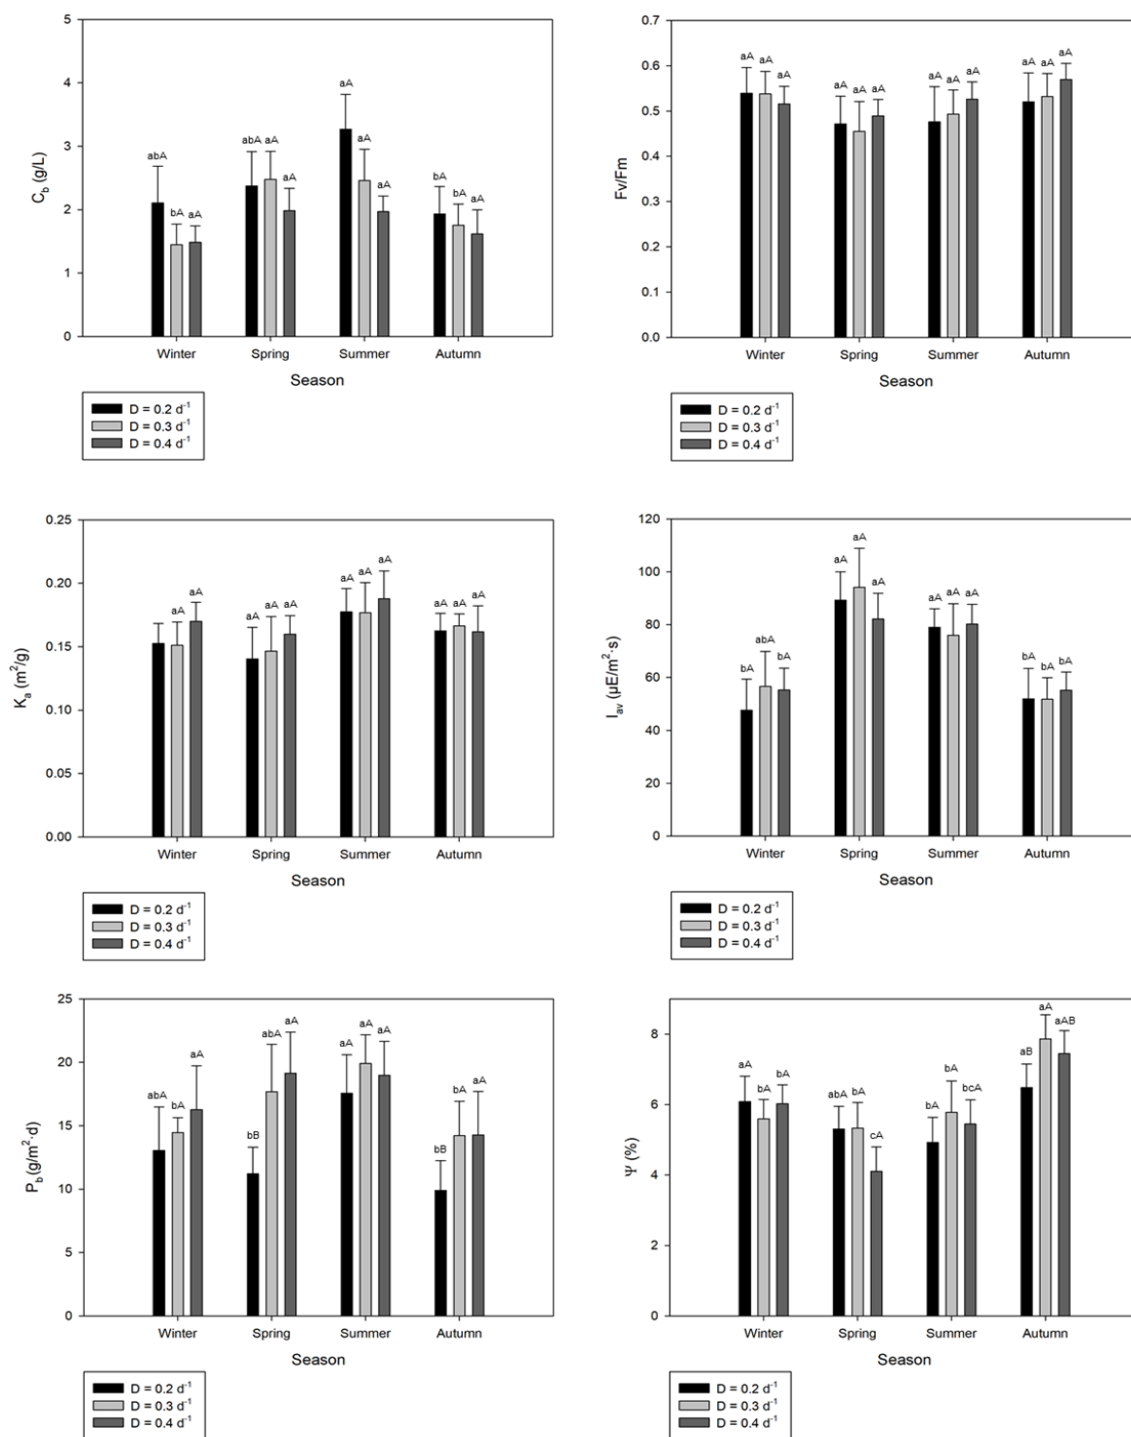 5
4
3
2
1
0
C_b (g/L)
abA
bA
aA
abA
aA
aA
aA
aA
aA
bA
bA
aA
Winter
Spring
Summer
Autumn
Season
D = 0.2 d⁻¹
D = 0.3 d⁻¹
D = 0.4 d⁻¹
0.7
0.6
0.5
0.4
0.3
0.2
0.1
0.0
Fv/Fm
aA
aA
aA
aA
aA
aA
aA
aA
aA
aA
aA
aA
Winter
Spring
Summer
Autumn
Season
D = 0.2 d⁻¹
D = 0.3 d⁻¹
D = 0.4 d⁻¹
0.25
0.20
0.15
0.10
0.05
0.00
K_a (m²/g)
aA
aA
aA
aA
aA
aA
aA
aA
aA
aA
aA
Winter
Spring
Summer
Autumn
Season
D = 0.2 d⁻¹
D = 0.3 d⁻¹
D = 0.4 d⁻¹
120
100
80
60
40
20
0
I_av (µE/m²·s)
bA
abA
bA
aA
aA
aA
aA
aA
aA
bA
bA
bA
Winter
Spring
Summer
Autumn
Season
D = 0.2 d⁻¹
D = 0.3 d⁻¹
D = 0.4 d⁻¹
25
20
15
10
5
0
P_b (g/m²·d)
abA
bA
aA
bB
abA
aA
aA
aA
aA
bB
bA
aA
Winter
Spring
Summer
Autumn
Season
D = 0.2 d⁻¹
D = 0.3 d⁻¹
D = 0.4 d⁻¹
8
6
4
2
0
Ψ (%)
aA
bA
bA
abA
bA
cA
bA
bA
bcA
aB
aA
aAB
Winter
Spring
Summer
Autumn
Season
D = 0.2 d⁻¹
D = 0.3 d⁻¹
D = 0.4 d⁻¹